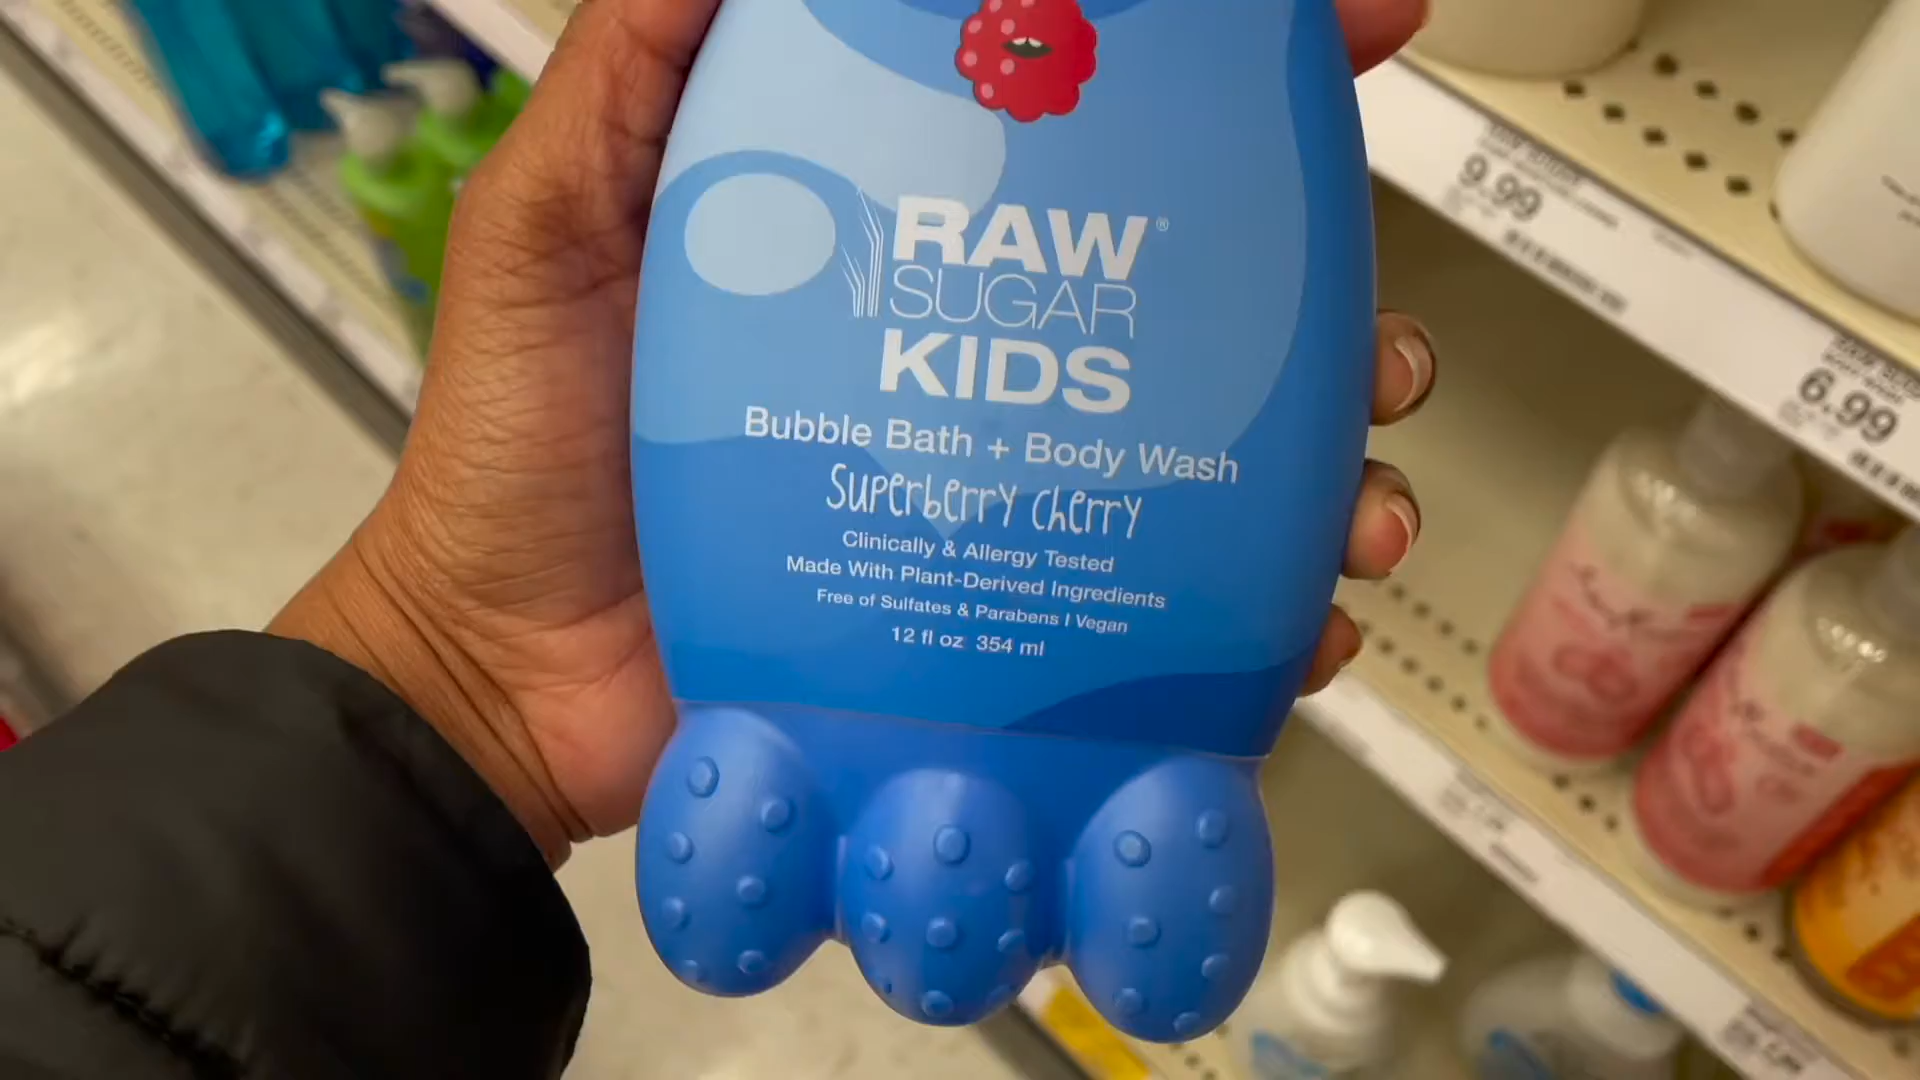 RAW®
SUGAR
KIDS
Bubble Bath + Body Wash
Superberry Cherry
Clinically & Allergy Tested
Made With Plant-Derived Ingredients
Free of Sulfates & Parabens | Vegan
12 fl oz 354 ml
9.99
6.99